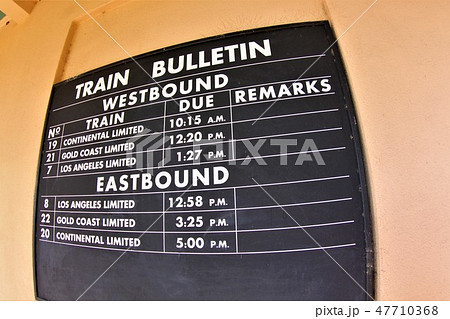 TRAIN BULLETIN
WESTBOUND
Nº TRAIN DUE REMARKS
19 CONTINENTAL LIMITED 10:15 A.M.
21 GOLD COAST LIMITED 12:20 P.M.
7 LOS ANGELES LIMITED 1:27 P.M.
EASTBOUND
8 LOS ANGELES LIMITED 12:58 P.M.
22 GOLD COAST LIMITED 3:25 P.M.
20 CONTINENTAL LIMITED 5:00 P.M.
PIXTA
pixta.jp - 47710368